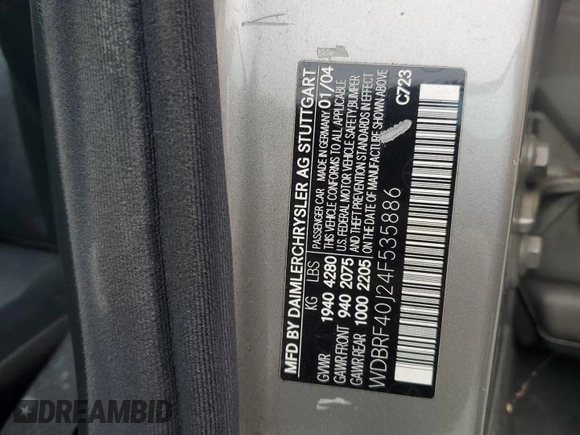 MFD BY DAIMLERCHRYSLER AG STUTTGART
KG LBS PASSENGER CAR MADE IN GERMANY 01/04
GVWR 1940 4280 THIS VEHICLE CONFORMS TO ALL APPLICABLE
GAWR FRONT 940 2075 U.S. FEDERAL MOTOR VEHICLE SAFETY, BUMPER
GAWR REAR 1000 2205 AND THEFT PREVENTION STANDARDS IN EFFECT
ON THE DATE OF MANUFACTURE SHOWN ABOVE
WDBRF40J24F535886 C723
DREAMBID